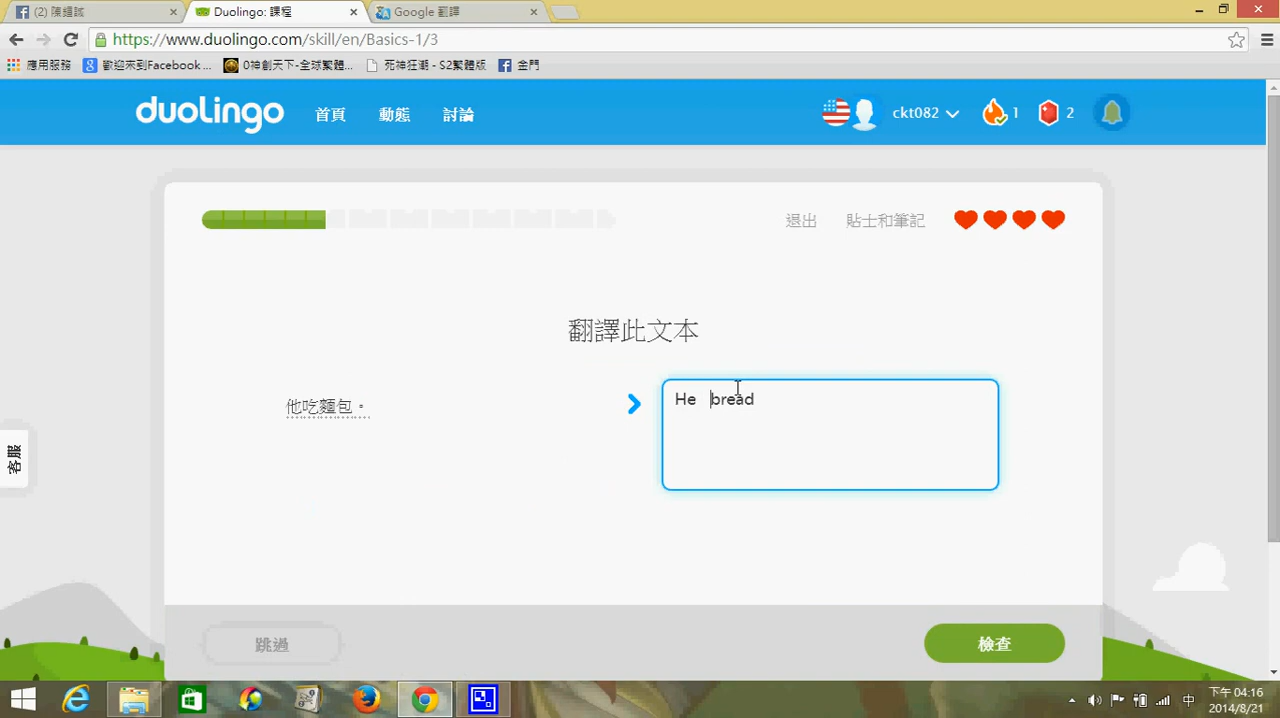 (2) 陳繼誠
Duolingo: 課程
Google 翻譯
https://www.duolingo.com/skill/en/Basics-1/3
應用服務
歡迎來到Facebook...
0神創天下-全球繁體...
死神狂潮 - S2繁體版
金門
duolingo
首頁
動態
討論
ckt082
1
2
退出
貼士和筆記
翻譯此文本
他吃麵包。
He   bread
客服
跳過
檢查
中
下午 04:16
2014/8/21